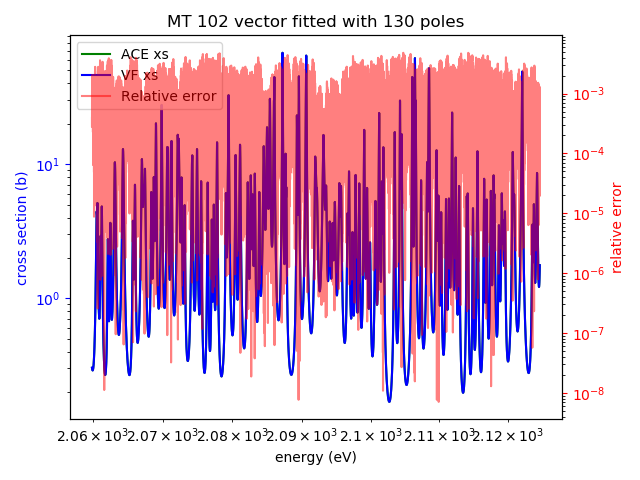 MT 102 vector fitted with 130 poles
ACE xs
VF xs
Relative error
cross section (b)
10¹
10⁰
relative error
10⁻³
10⁻⁴
10⁻⁵
10⁻⁶
10⁻⁷
10⁻⁸
2.06 × 10³ 2.07 × 10³ 2.08 × 10³ 2.09 × 10³ 2.1 × 10³ 2.11 × 10³ 2.12 × 10³
energy (eV)